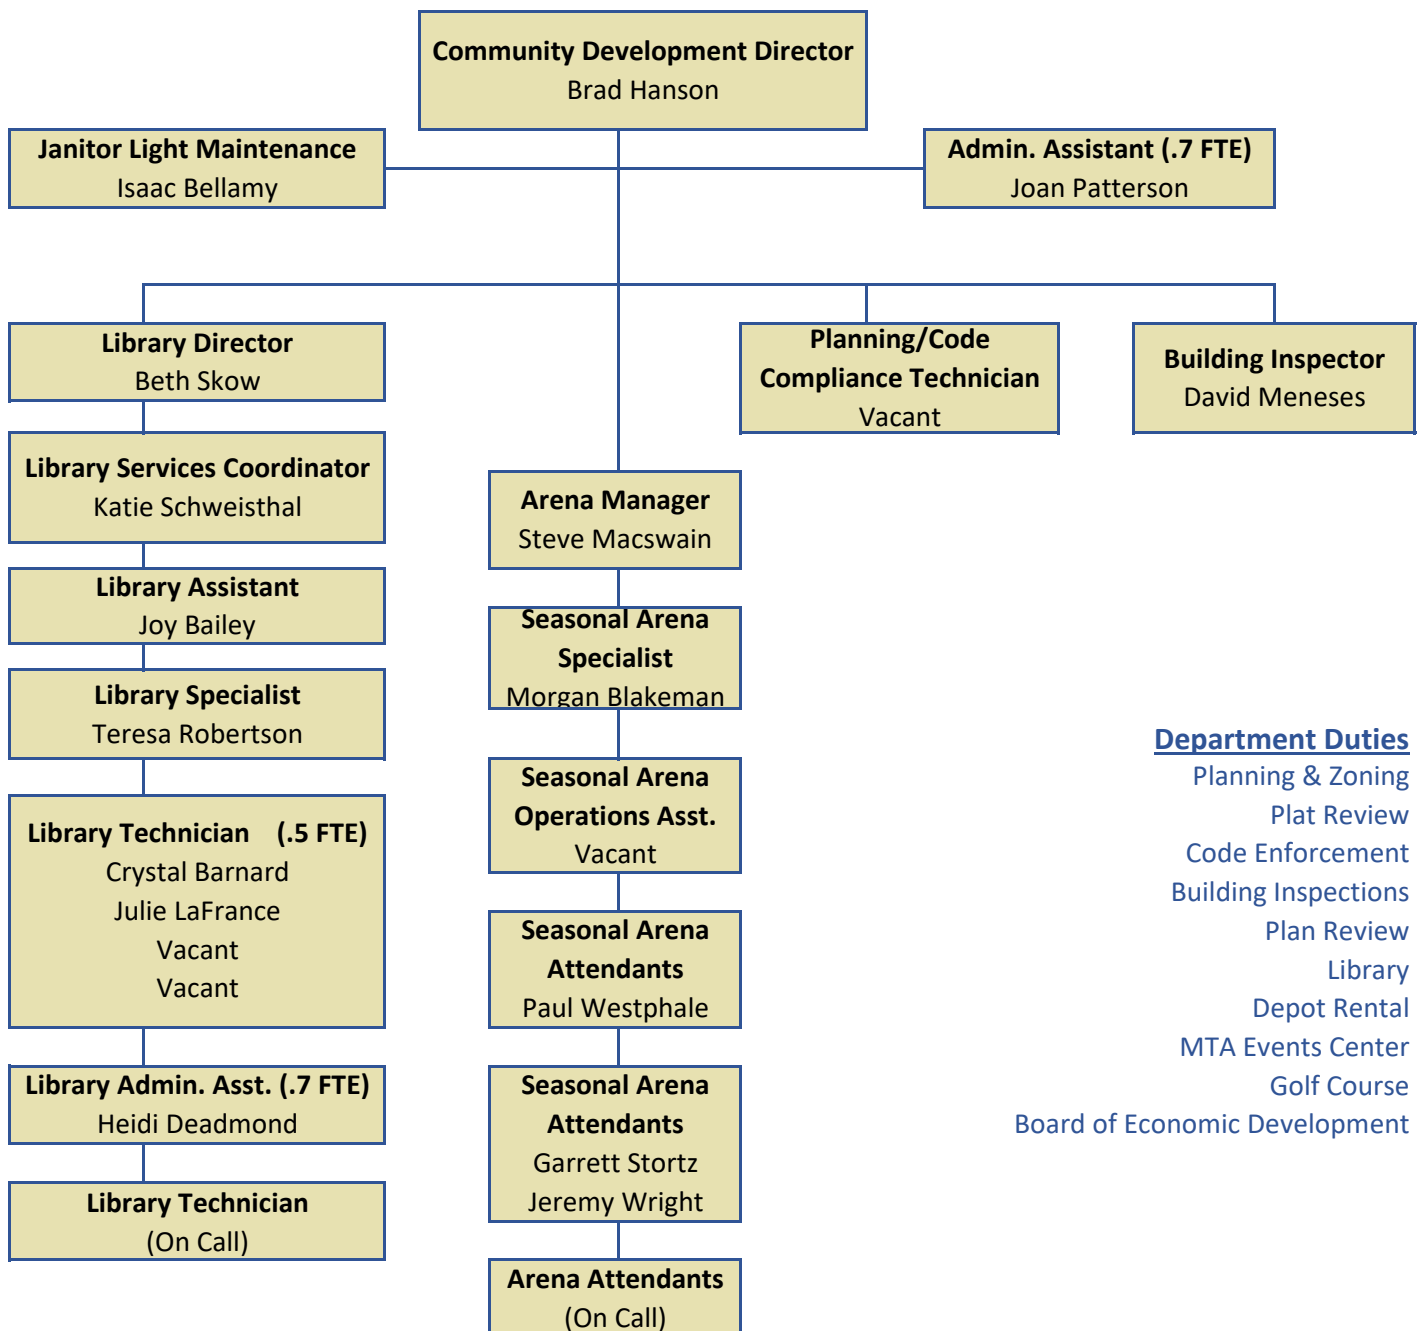 Community Development Director
Brad Hanson
Janitor Light Maintenance
Isaac Bellamy
Admin. Assistant (.7 FTE)
Joan Patterson
Library Director
Beth Skow
Library Services Coordinator
Katie Schweisthal
Library Assistant
Joy Bailey
Library Specialist
Teresa Robertson
Library Technician (.5 FTE)
Crystal Barnard
Julie LaFrance
Vacant
Vacant
Library Admin. Asst. (.7 FTE)
Heidi Deadmond
Library Technician
(On Call)
Arena Manager
Steve Macswain
Seasonal Arena
Specialist
Morgan Blakeman
Seasonal Arena
Operations Asst.
Vacant
Seasonal Arena
Attendants
Paul Westphale
Seasonal Arena
Attendants
Garrett Stortz
Jeremy Wright
Arena Attendants
(On Call)
Planning/Code
Compliance Technician
Vacant
Building Inspector
David Meneses
Department Duties
Planning & Zoning
Plat Review
Code Enforcement
Building Inspections
Plan Review
Library
Depot Rental
MTA Events Center
Golf Course
Board of Economic Development